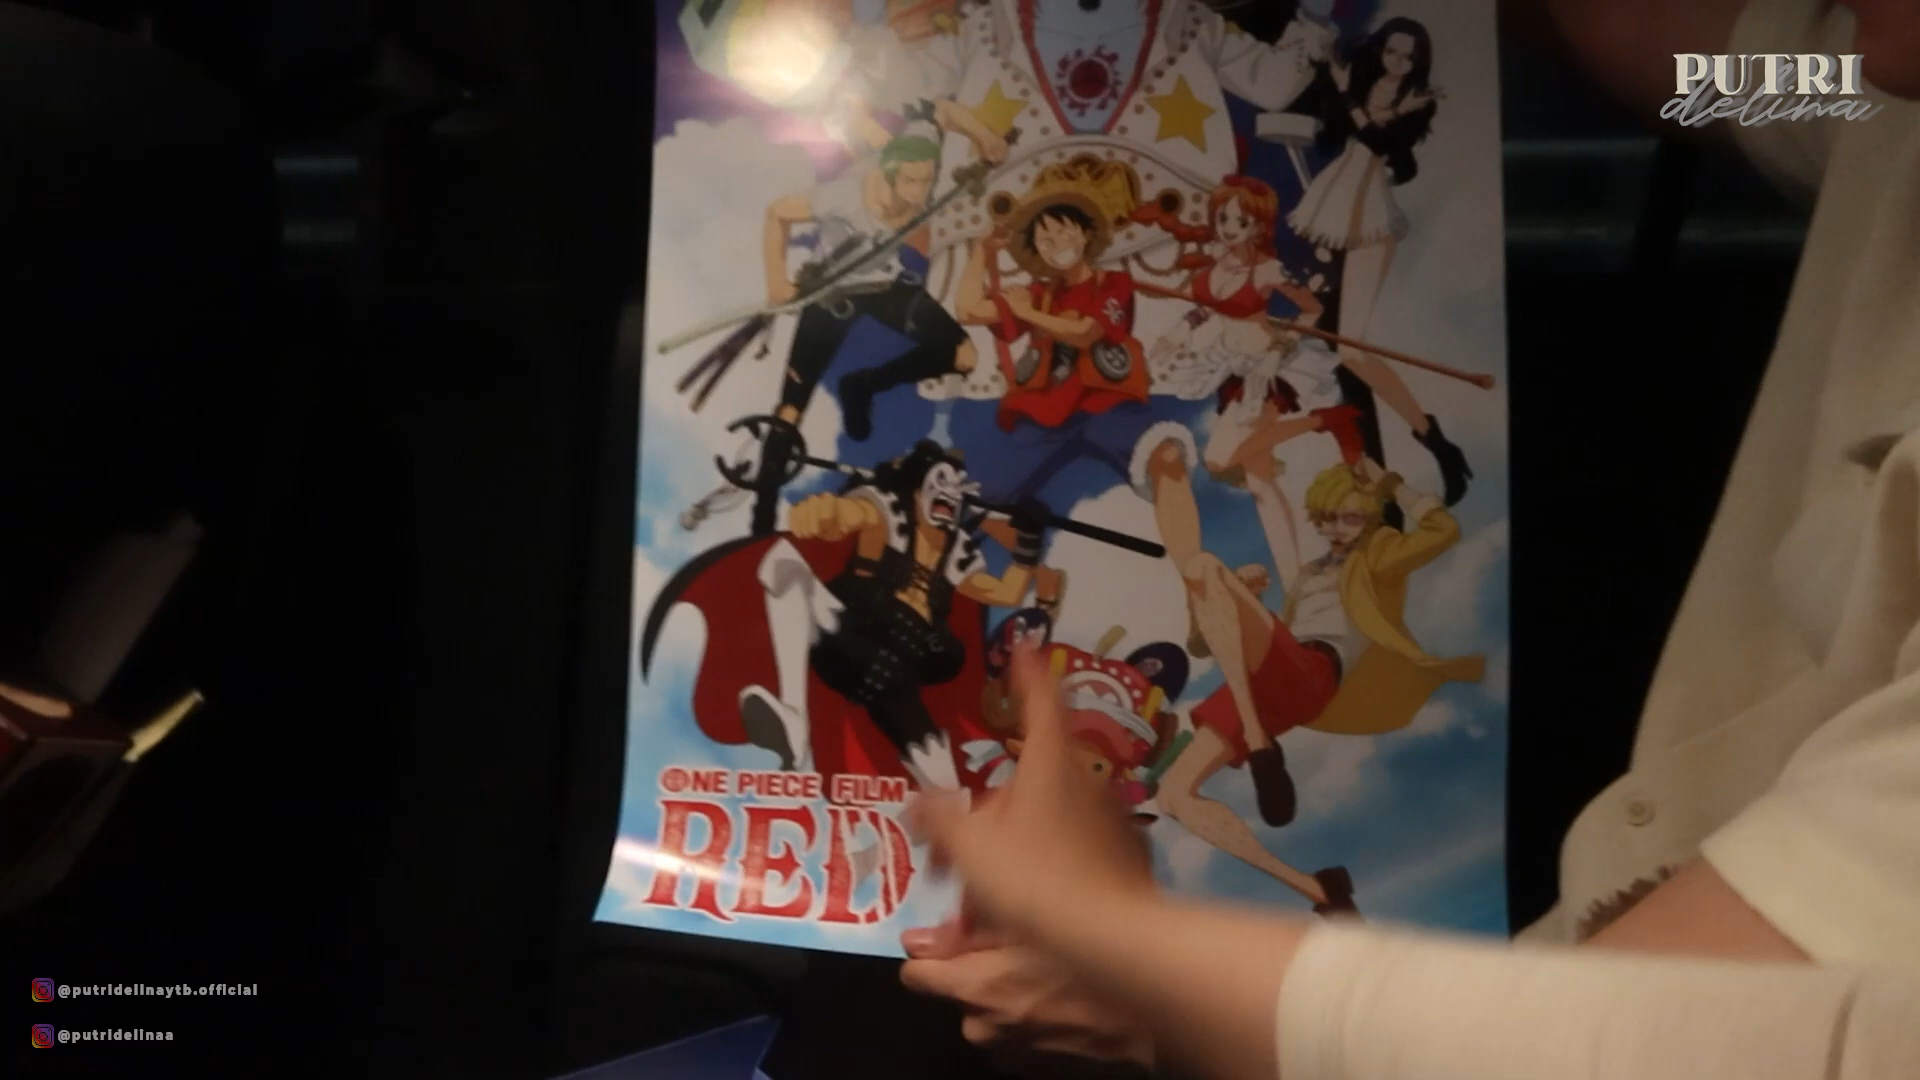 PUTRI
delina
ONE PIECE FILM
RED
@putridelinaytb.official
@putridelinaa